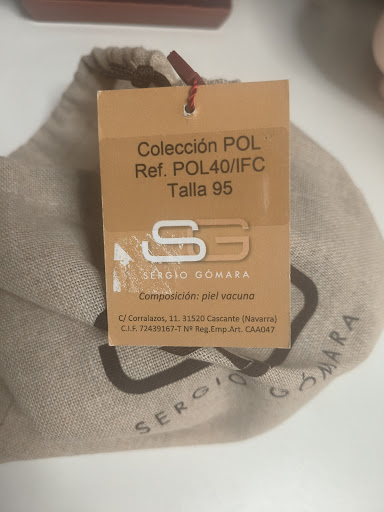 Colección POL
Ref. POL40/IFC
Talla 95
SG
SERGIO GÓMARA
Composición: piel vacuna
C/ Corralazos, 11. 31520 Cascante (Navarra)
C.I.F. 72439167-T Nº Reg.Emp.Art. CAA047
SERGIO GÓMARA